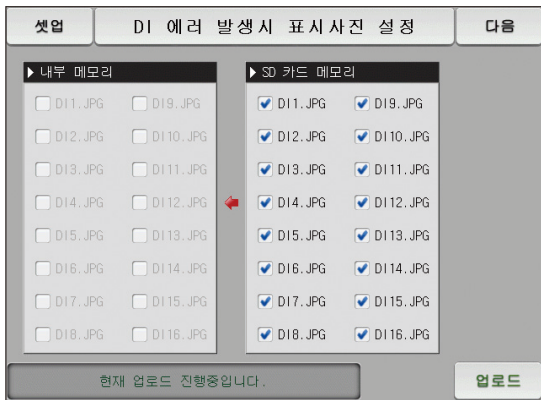 셋업 DI 에러 발생시 표시사진 설정 다음
▶ 내부 메모리 ▶ SD 카드 메모리
DI1.JPG DI9.JPG DI1.JPG DI9.JPG
DI2.JPG DI10.JPG DI2.JPG DI10.JPG
DI3.JPG DI11.JPG DI3.JPG DI11.JPG
DI4.JPG DI12.JPG DI4.JPG DI12.JPG
DI5.JPG DI13.JPG DI5.JPG DI13.JPG
DI6.JPG DI14.JPG DI6.JPG DI14.JPG
DI7.JPG DI15.JPG DI7.JPG DI15.JPG
DI8.JPG DI16.JPG DI8.JPG DI16.JPG
현재 업로드 진행중입니다. 업로드